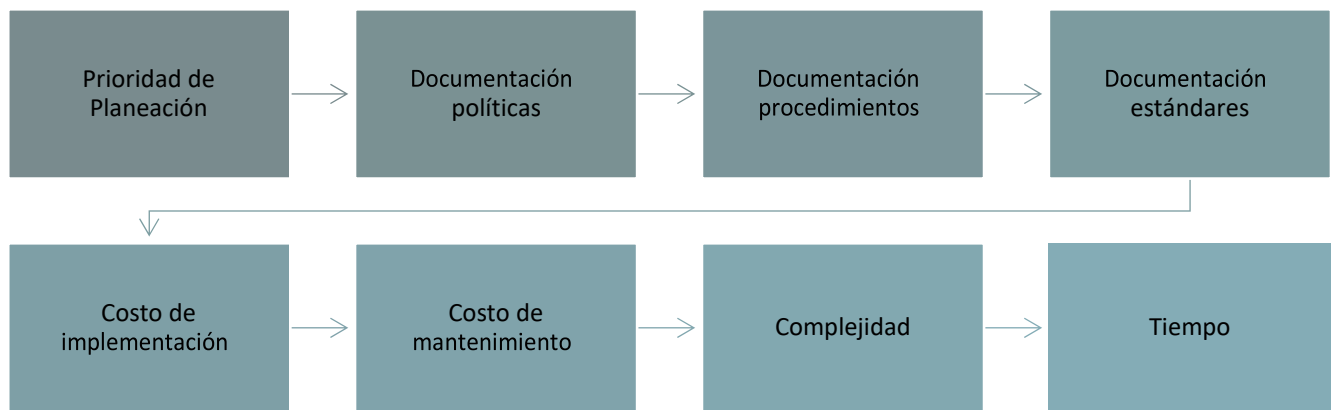 Prioridad de
Planeación
Documentación
políticas
Documentación
procedimientos
Documentación
estándares
Costo de
implementación
Costo de
mantenimiento
Complejidad
Tiempo